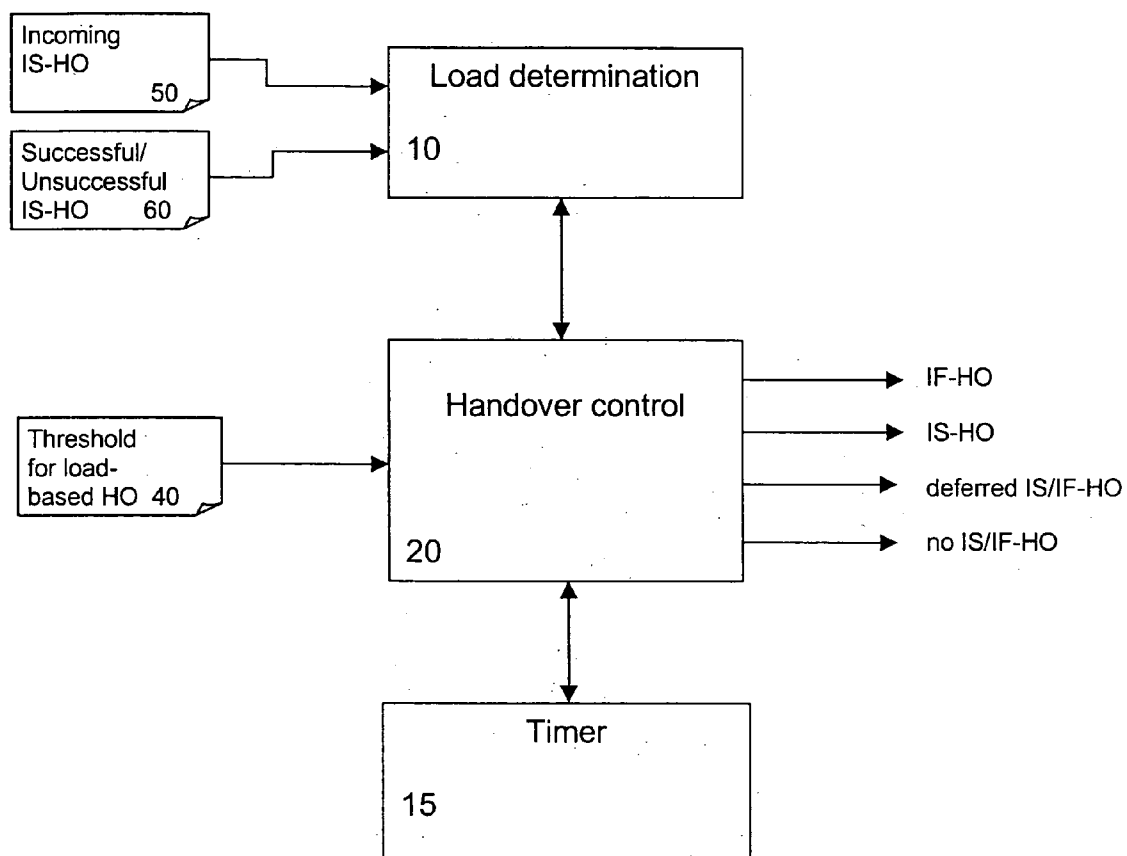 Incoming
IS-HO
50
Load determination
10
Successful/
Unsuccessful
IS-HO 60
Handover control
20
Threshold
for load-
based HO 40
IF-HO
IS-HO
deferred IS/IF-HO
no IS/IF-HO
Timer
15